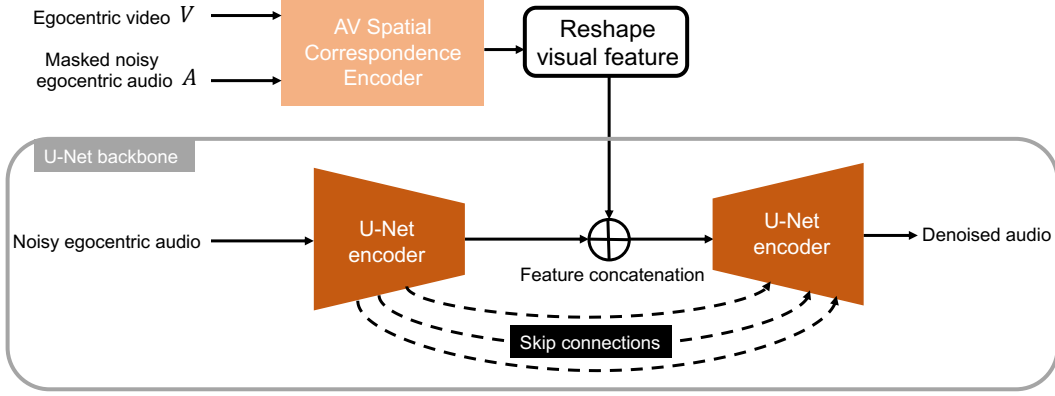 Egocentric video V
Masked noisy
egocentric audio A
AV Spatial
Correspondence
Encoder
Reshape
visual feature
U-Net backbone
Noisy egocentric audio
U-Net
encoder
Feature concatenation
U-Net
encoder
Denoised audio
Skip connections